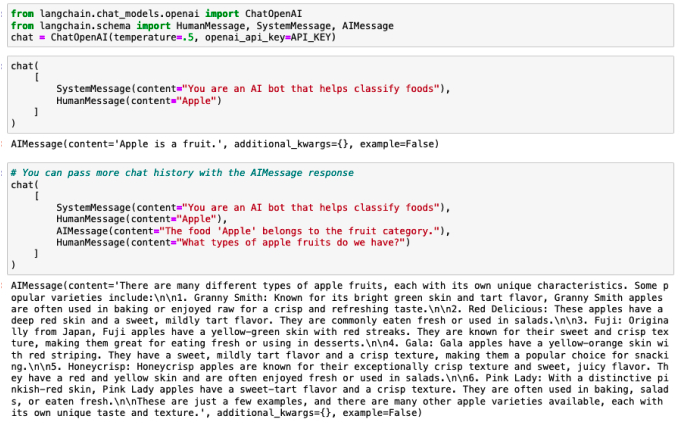 from langchain.chat_models.openai import ChatOpenAI
from langchain.schema import HumanMessage, SystemMessage, AIMessage
chat = ChatOpenAI(temperature=.5, openai_api_key=API_KEY)
chat(
    [
        SystemMessage(content="You are an AI bot that helps classify foods"),
        HumanMessage(content="Apple")
    ]
)
AIMessage(content='Apple is a fruit.', additional_kwargs={}, example=False)
# You can pass more chat history with the AIMessage response
chat(
    [
        SystemMessage(content="You are an AI bot that helps classify foods"),
        HumanMessage(content="Apple"),
        AIMessage(content="The food 'Apple' belongs to the fruit category."),
        HumanMessage(content="What types of apple fruits do we have?")
    ]
)
AIMessage(content='There are many different types of apple fruits, each with its own unique characteristics. Some p
opular varieties include:\n\n1. Granny Smith: Known for its bright green skin and tart flavor, Granny Smith apples
are often used in baking or enjoyed raw for a crisp and refreshing taste.\n\n2. Red Delicious: These apples have a
deep red skin and a sweet, mildly tart flavor. They are commonly eaten fresh or used in salads.\n\n3. Fuji: Origina
lly from Japan, Fuji apples have a yellow-green skin with red streaks. They are known for their sweet and crisp tex
ture, making them great for eating fresh or using in desserts.\n\n4. Gala: Gala apples have a yellow-orange skin wi
th red striping. They have a sweet, mildly tart flavor and a crisp texture, making them a popular choice for snacki
ng.\n\n5. Honeycrisp: Honeycrisp apples are known for their exceptionally crisp texture and sweet, juicy flavor. Th
ey have a red and yellow skin and are often enjoyed fresh or used in salads.\n\n6. Pink Lady: With a distinctive pi
nkish-red skin, Pink Lady apples have a sweet-tart flavor and a crisp texture. They are often used in baking, salad
s, or eaten fresh.\n\nThese are just a few examples, and there are many other apple varieties available, each with
its own unique taste and texture.', additional_kwargs={}, example=False)